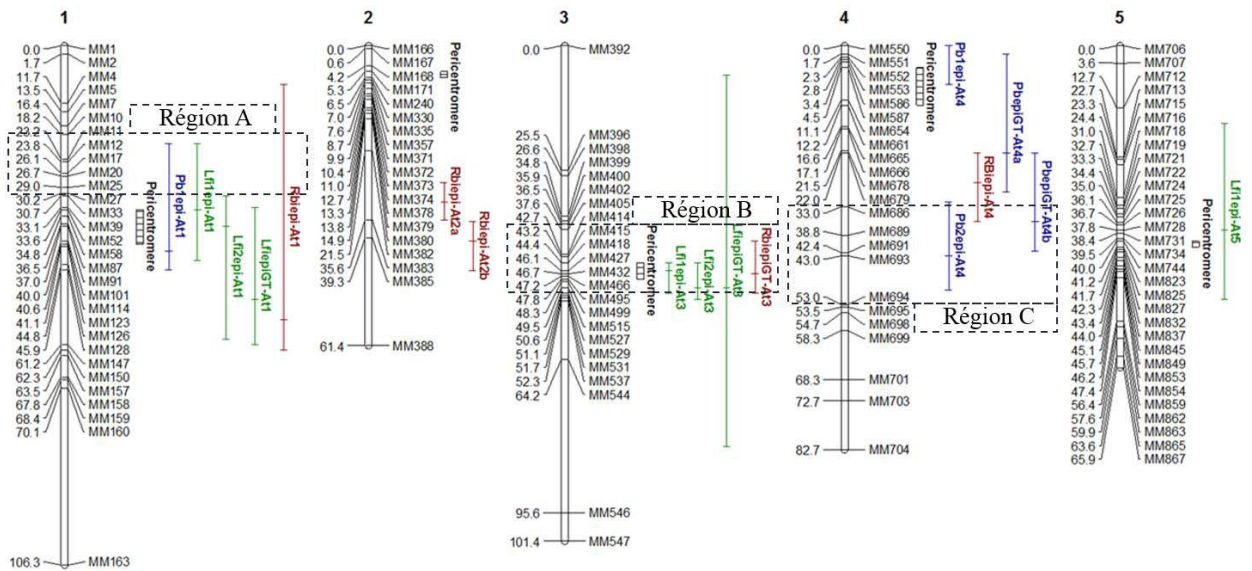 1
0.0 MM1
1.7 MM2
11.7 MM4
13.5 MM5
16.4 MM7
18.2 MM10
23.2 MM11
23.8 MM12
26.1 MM17
26.7 MM20
29.0 MM25
30.2 MM27
30.7 MM33
33.1 MM39
33.6 MM52
34.8 MM58
36.5 MM87
37.0 MM91
40.0 MM101
40.6 MM114
41.1 MM123
44.8 MM126
45.9 MM128
61.2 MM147
62.3 MM150
63.5 MM157
67.8 MM158
68.4 MM159
70.1 MM160
106.3 MM163
Région A
Pericentromere
Pb1epi-At1
Lfi1epi-At1
Lfi2epi-At1
LfiepiGT-At1
Rbiepi-At1
2
0.0 MM166
0.6 MM167
4.2 MM168
5.3 MM171
6.5 MM240
7.0 MM330
7.6 MM335
8.7 MM357
9.9 MM371
10.4 MM372
11.0 MM373
12.7 MM374
13.3 MM378
13.8 MM379
14.9 MM380
21.5 MM382
35.6 MM383
39.3 MM385
61.4 MM388
Pericentromere
Rbiepi-At2a
Rbiepi-At2b
3
0.0 MM392
25.5 MM396
26.6 MM398
34.8 MM399
35.9 MM400
36.5 MM402
37.6 MM405
42.7 MM414
43.2 MM415
44.4 MM418
46.1 MM427
46.7 MM432
47.2 MM466
47.8 MM495
48.3 MM499
49.5 MM515
50.6 MM527
51.1 MM529
51.7 MM531
52.3 MM537
64.2 MM544
95.6 MM546
101.4 MM547
Région B
Pericentromere
Lfi1epi-At3
Lfi2epi-At3
LfiepiGT-At3
RbiepiGT-At3
4
0.0 MM550
1.7 MM551
2.3 MM552
2.8 MM553
3.4 MM586
4.5 MM587
11.1 MM654
12.2 MM661
16.6 MM665
17.1 MM666
21.5 MM678
22.0 MM679
33.0 MM686
38.8 MM689
42.4 MM691
43.0 MM693
53.0 MM694
53.5 MM695
54.7 MM698
58.3 MM699
68.3 MM701
72.7 MM703
82.7 MM704
Pericentromere
Pb1epi-At4
Pb2epi-At4
RBiepi-At4
PbepiGT-At4a
PbepiGT-At4b
Région C
5
0.0 MM706
3.6 MM707
12.7 MM712
22.7 MM713
23.3 MM715
24.4 MM716
31.0 MM718
32.7 MM719
33.3 MM721
34.4 MM722
35.0 MM724
36.1 MM725
36.7 MM726
37.8 MM728
38.4 MM731
39.5 MM734
40.0 MM744
41.2 MM823
41.7 MM825
42.3 MM827
43.4 MM832
44.0 MM837
45.1 MM845
45.7 MM849
46.2 MM853
47.4 MM854
56.4 MM859
57.6 MM862
59.9 MM863
63.6 MM865
65.9 MM867
Pericentromere
Lfi1epi-At5